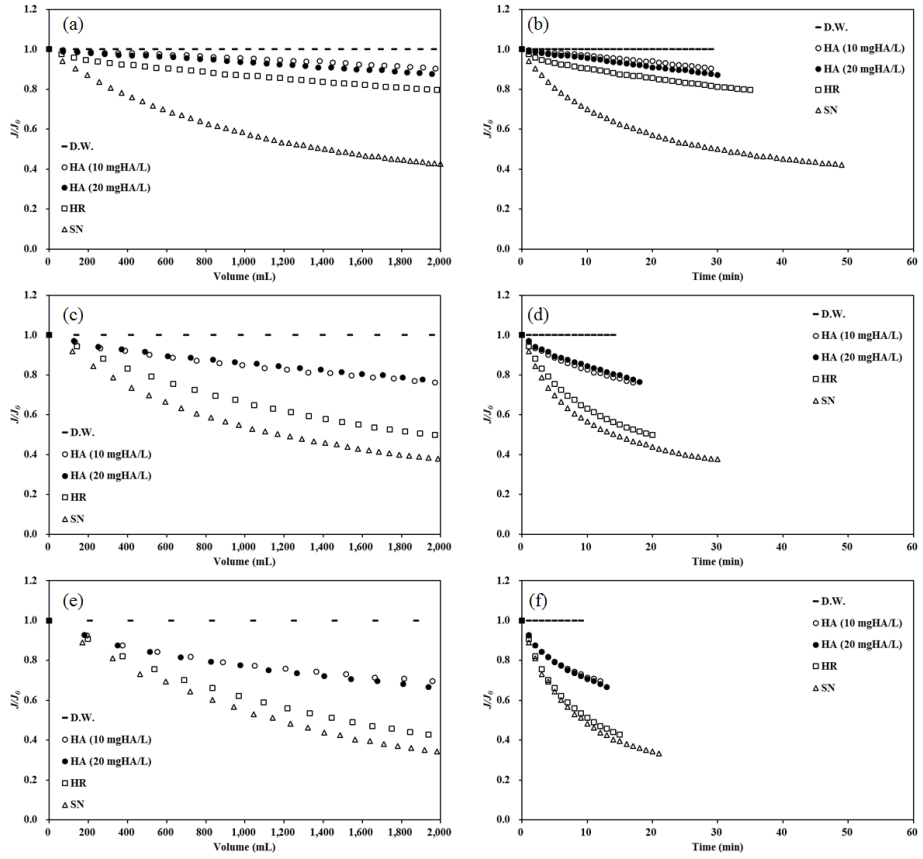 (a)
1.2
1.0
0.8
0.6
0.4
0.2
0.0
J/J0
D.W.
HA (10 mgHA/L)
HA (20 mgHA/L)
HR
SN
0 200 400 600 800 1,000 1,200 1,400 1,600 1,800 2,000
Volume (mL)
(b)
1.2
1.0
0.8
0.6
0.4
0.2
0.0
J/J0
D.W.
HA (10 mgHA/L)
HA (20 mgHA/L)
HR
SN
0 10 20 30 40 50 60
Time (min)
(c)
1.2
1.0
0.8
0.6
0.4
0.2
0.0
J/J0
D.W.
HA (10 mgHA/L)
HA (20 mgHA/L)
HR
SN
0 200 400 600 800 1,000 1,200 1,400 1,600 1,800 2,000
Volume (mL)
(d)
1.2
1.0
0.8
0.6
0.4
0.2
0.0
J/J0
D.W.
HA (10 mgHA/L)
HA (20 mgHA/L)
HR
SN
0 10 20 30 40 50 60
Time (min)
(e)
1.2
1.0
0.8
0.6
0.4
0.2
0.0
J/J0
D.W.
HA (10 mgHA/L)
HA (20 mgHA/L)
HR
SN
0 200 400 600 800 1,000 1,200 1,400 1,600 1,800 2,000
Volume (mL)
(f)
1.2
1.0
0.8
0.6
0.4
0.2
0.0
J/J0
D.W.
HA (10 mgHA/L)
HA (20 mgHA/L)
HR
SN
0 10 20 30 40 50 60
Time (min)